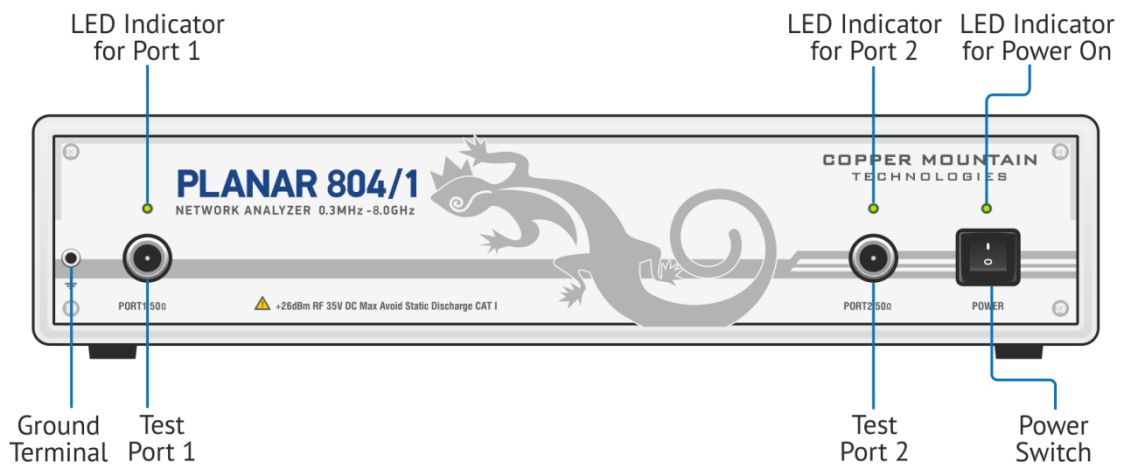 LED Indicator
for Port 1
LED Indicator
for Port 2
LED Indicator
for Power On
COPPER MOUNTAIN
TECHNOLOGIES
PLANAR 804/1
NETWORK ANALYZER 0.3MHz -8.0GHz
PORT1 50Ω
+26dBm RF 35V DC Max Avoid Static Discharge CAT I
PORT2 50Ω
I
O
POWER
Ground
Terminal
Test
Port 1
Test
Port 2
Power
Switch